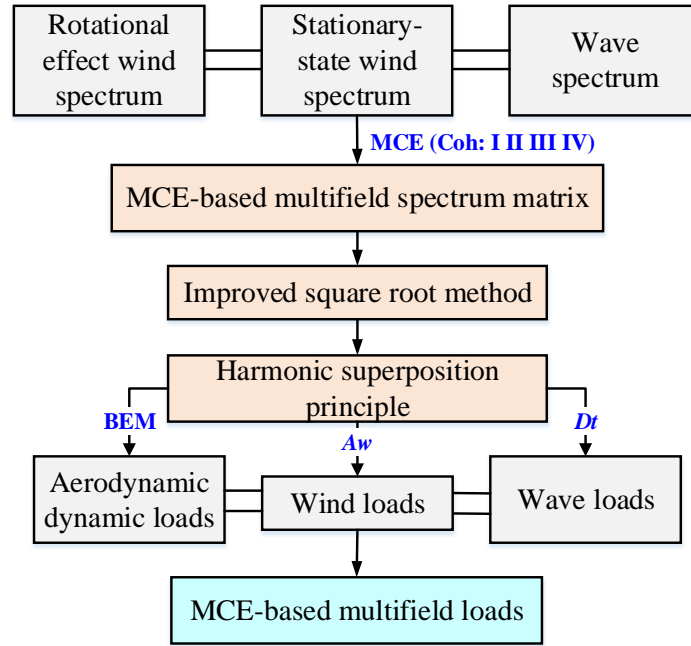 Rotational
effect wind
spectrum
Stationary-
state wind
spectrum
Wave
spectrum
MCE (Coh: I II III IV)
MCE-based multifield spectrum matrix
Improved square root method
Harmonic superposition
principle
BEM
Aw
Dt
Aerodynamic
dynamic loads
Wind loads
Wave loads
MCE-based multifield loads